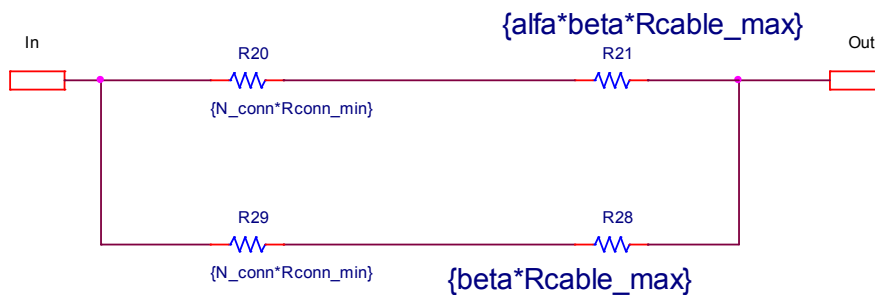 {alfa*beta*Rcable_max}
In
Out
R20
R21
{N_conn*Rconn_min}
R29
R28
{N_conn*Rconn_min}
{beta*Rcable_max}